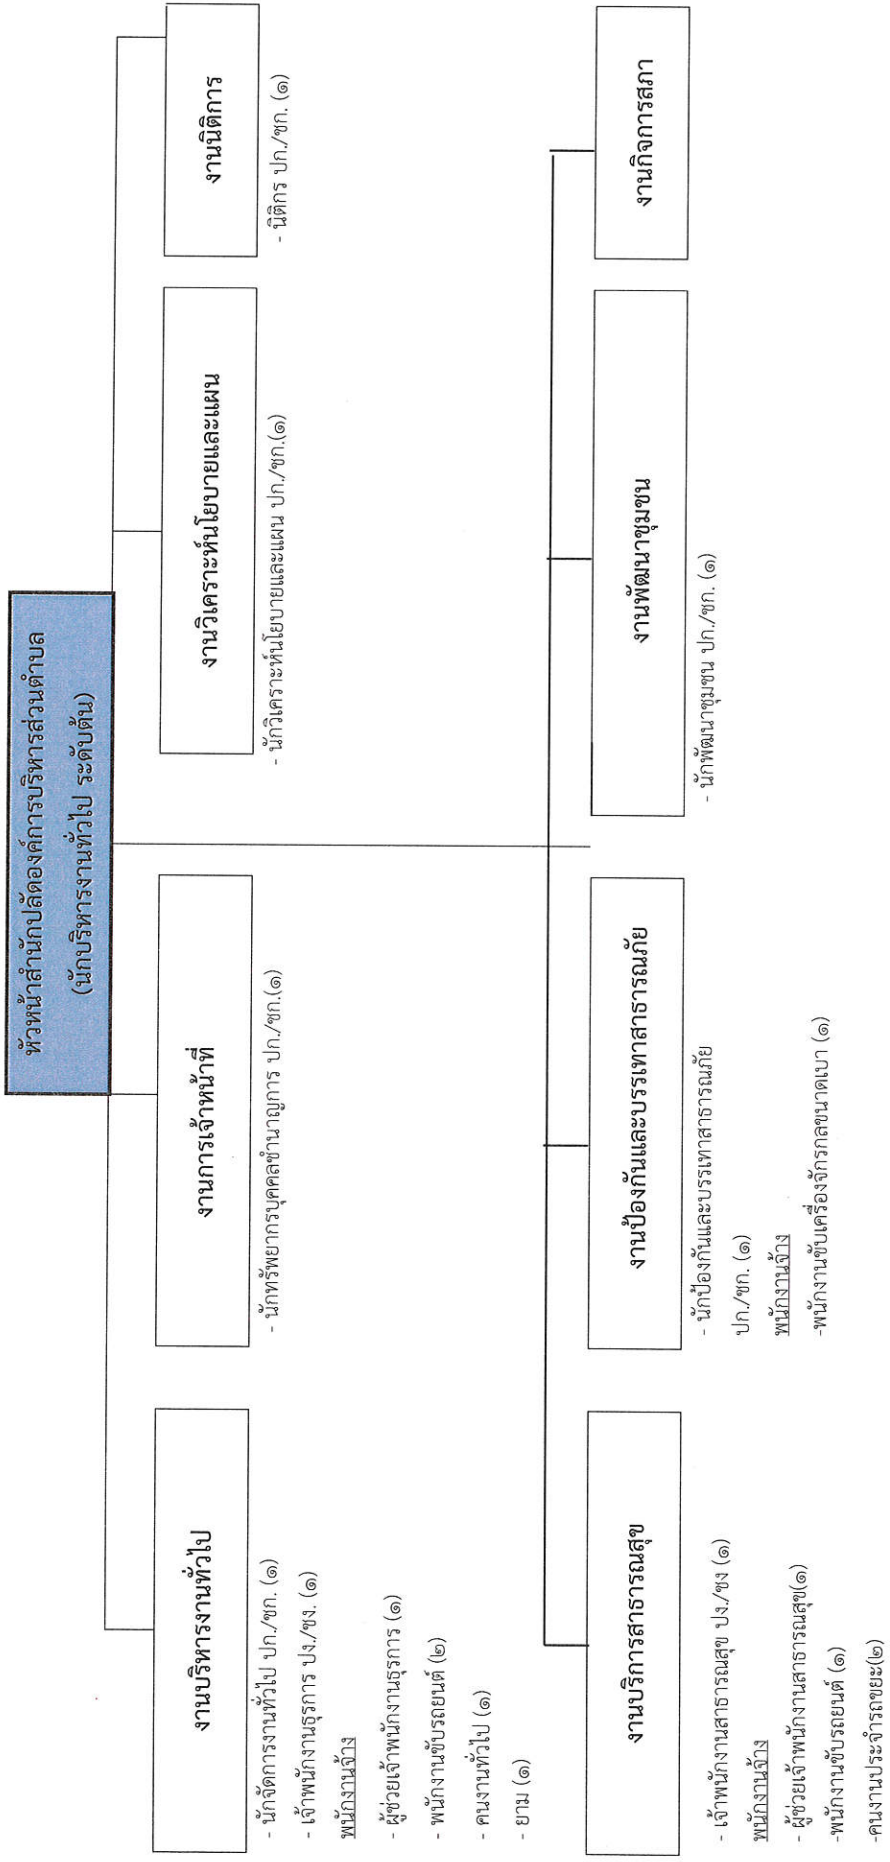 หัวหน้าสำนักปลัดองค์การบริหารส่วนตำบล
(นักบริหารงานทั่วไป ระดับต้น)
งานบริหารงานทั่วไป
- นักจัดการงานทั่วไป ปก./ชก. (๑)
- เจ้าพนักงานธุรการ ปง./ชง. (๑)
พนักงานจ้าง
- ผู้ช่วยเจ้าพนักงานธุรการ (๑)
- พนักงานขับรถยนต์ (๒)
- คนงานทั่วไป (๑)
- ยาม (๑)
งานการเจ้าหน้าที่
- นักทรัพยากรบุคคลชำนาญการ ปก./ชก.(๑)
งานวิเคราะห์นโยบายและแผน
- นักวิเคราะห์นโยบายและแผน ปก./ชก.(๑)
งานนิติการ
- นิติกร ปก./ชก. (๑)
งานบริการสาธารณสุข
- เจ้าพนักงานสาธารณสุข ปง./ชง (๑)
พนักงานจ้าง
- ผู้ช่วยเจ้าพนักงานสาธารณสุข(๑)
-พนักงานขับรถยนต์ (๑)
-คนงานประจำรถขยะ(๒)
งานป้องกันและบรรเทาสาธารณภัย
- นักป้องกันและบรรเทาสาธารณภัย
ปก./ชก. (๑)
พนักงานจ้าง
-พนักงานขับเครื่องจักรกลขนาดเบา (๑)
งานพัฒนาชุมชน
- นักพัฒนาชุมชน ปก./ชก. (๑)
งานกิจการสภา